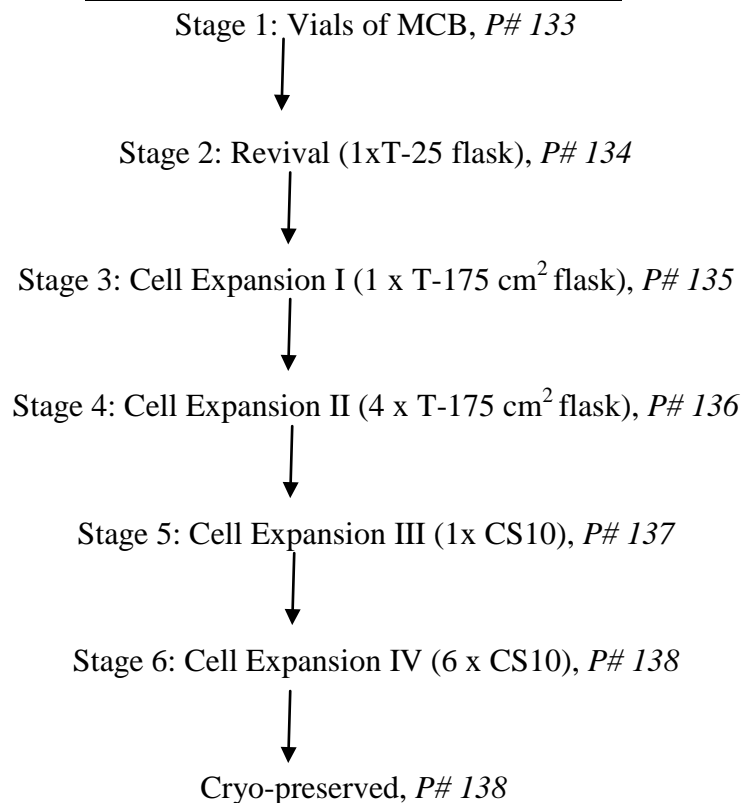 Stage 1: Vials of MCB, P# 133
Stage 2: Revival (1xT-25 flask), P# 134
Stage 3: Cell Expansion I (1 x T-175 cm² flask), P# 135
Stage 4: Cell Expansion II (4 x T-175 cm² flask), P# 136
Stage 5: Cell Expansion III (1x CS10), P# 137
Stage 6: Cell Expansion IV (6 x CS10), P# 138
Cryo-preserved, P# 138